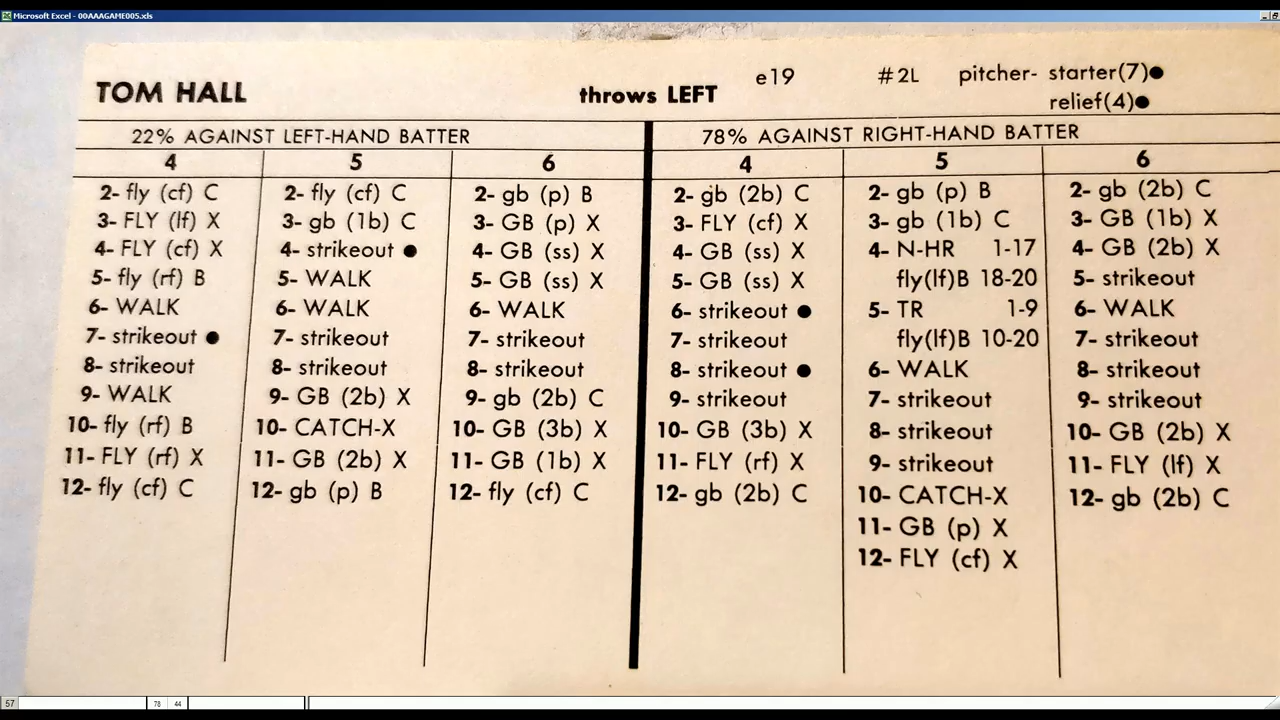 Microsoft Excel - 00AAAGAME005.xls
TOM HALL throws LEFT e19 #2L pitcher- starter(7)●
relief(4)●
22% AGAINST LEFT-HAND BATTER 78% AGAINST RIGHT-HAND BATTER
4 5 6 4 5 6
2- fly (cf) C
3- FLY (lf) X
4- FLY (cf) X
5- fly (rf) B
6- WALK
7- strikeout ●
8- strikeout
9- WALK
10- fly (rf) B
11- FLY (rf) X
12- fly (cf) C
2- fly (cf) C
3- gb (1b) C
4- strikeout ●
5- WALK
6- WALK
7- strikeout
8- strikeout
9- GB (2b) X
10- CATCH-X
11- GB (2b) X
12- gb (p) B
2- gb (p) B
3- GB (p) X
4- GB (ss) X
5- GB (ss) X
6- WALK
7- strikeout
8- strikeout
9- gb (2b) C
10- GB (3b) X
11- GB (1b) X
12- fly (cf) C
2- gb (2b) C
3- FLY (cf) X
4- GB (ss) X
5- GB (ss) X
6- strikeout ●
7- strikeout
8- strikeout ●
9- strikeout
10- GB (3b) X
11- FLY (rf) X
12- gb (2b) C
2- gb (p) B
3- gb (1b) C
4- N-HR 1-17
fly(lf)B 18-20
5- TR 1-9
fly(lf)B 10-20
6- WALK
7- strikeout
8- strikeout
9- strikeout
10- CATCH-X
11- GB (p) X
12- FLY (cf) X
2- gb (2b) C
3- GB (1b) X
4- GB (2b) X
5- strikeout
6- WALK
7- strikeout
8- strikeout
9- strikeout
10- GB (2b) X
11- FLY (lf) X
12- gb (2b) C
57 78 44